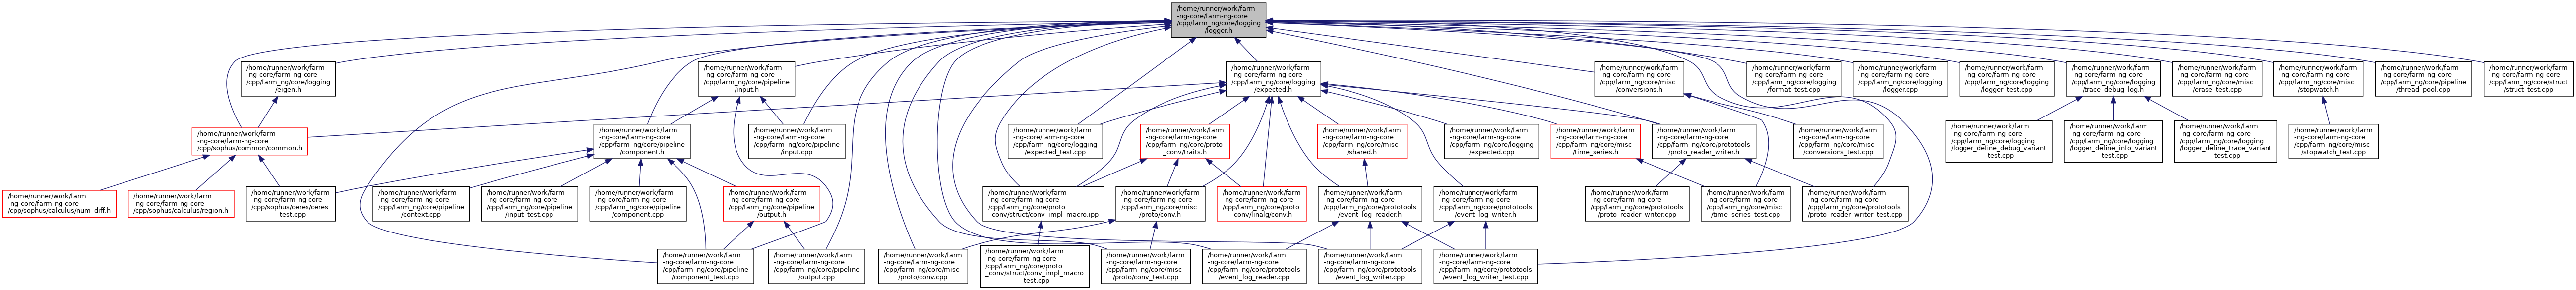 /home/runner/work/farm
-ng-core/farm-ng-core
/cpp/farm_ng/core/logging
/logger.h
/home/runner/work/farm
-ng-core/farm-ng-core
/cpp/farm_ng/core/logging
/eigen.h
/home/runner/work/farm
-ng-core/farm-ng-core
/cpp/farm_ng/core/pipeline
/input.h
/home/runner/work/farm
-ng-core/farm-ng-core
/cpp/farm_ng/core/logging
/expected.h
/home/runner/work/farm
-ng-core/farm-ng-core
/cpp/farm_ng/core/misc
/conversions.h
/home/runner/work/farm
-ng-core/farm-ng-core
/cpp/farm_ng/core/logging
/format_test.cpp
/home/runner/work/farm
-ng-core/farm-ng-core
/cpp/farm_ng/core/logging
/logger.cpp
/home/runner/work/farm
-ng-core/farm-ng-core
/cpp/farm_ng/core/logging
/logger_test.cpp
/home/runner/work/farm
-ng-core/farm-ng-core
/cpp/farm_ng/core/logging
/trace_debug_log.h
/home/runner/work/farm
-ng-core/farm-ng-core
/cpp/farm_ng/core/misc
/erase_test.cpp
/home/runner/work/farm
-ng-core/farm-ng-core
/cpp/farm_ng/core/misc
/stopwatch.h
/home/runner/work/farm
-ng-core/farm-ng-core
/cpp/farm_ng/core/pipeline
/thread_pool.cpp
/home/runner/work/farm
-ng-core/farm-ng-core
/cpp/farm_ng/core/struct
/struct_test.cpp
/home/runner/work/farm
-ng-core/farm-ng-core
/cpp/sophus/common/common.h
/home/runner/work/farm
-ng-core/farm-ng-core
/cpp/farm_ng/core/pipeline
/component.h
/home/runner/work/farm
-ng-core/farm-ng-core
/cpp/farm_ng/core/pipeline
/input.cpp
/home/runner/work/farm
-ng-core/farm-ng-core
/cpp/farm_ng/core/logging
/expected_test.cpp
/home/runner/work/farm
-ng-core/farm-ng-core
/cpp/farm_ng/core/proto
_conv/traits.h
/home/runner/work/farm
-ng-core/farm-ng-core
/cpp/farm_ng/core/misc
/shared.h
/home/runner/work/farm
-ng-core/farm-ng-core
/cpp/farm_ng/core/logging
/expected.cpp
/home/runner/work/farm
-ng-core/farm-ng-core
/cpp/farm_ng/core/misc
/time_series.h
/home/runner/work/farm
-ng-core/farm-ng-core
/cpp/farm_ng/core/prototools
/proto_reader_writer.h
/home/runner/work/farm
-ng-core/farm-ng-core
/cpp/farm_ng/core/misc
/conversions_test.cpp
/home/runner/work/farm
-ng-core/farm-ng-core
/cpp/farm_ng/core/logging
/logger_define_debug_variant
_test.cpp
/home/runner/work/farm
-ng-core/farm-ng-core
/cpp/farm_ng/core/logging
/logger_define_info_variant
_test.cpp
/home/runner/work/farm
-ng-core/farm-ng-core
/cpp/farm_ng/core/logging
/logger_define_trace_variant
_test.cpp
/home/runner/work/farm
-ng-core/farm-ng-core
/cpp/farm_ng/core/misc
/stopwatch_test.cpp
/home/runner/work/farm
-ng-core/farm-ng-core
/cpp/sophus/calculus/num_diff.h
/home/runner/work/farm
-ng-core/farm-ng-core
/cpp/sophus/calculus/region.h
/home/runner/work/farm
-ng-core/farm-ng-core
/cpp/sophus/ceres/ceres
_test.cpp
/home/runner/work/farm
-ng-core/farm-ng-core
/cpp/farm_ng/core/pipeline
/context.cpp
/home/runner/work/farm
-ng-core/farm-ng-core
/cpp/farm_ng/core/pipeline
/input_test.cpp
/home/runner/work/farm
-ng-core/farm-ng-core
/cpp/farm_ng/core/pipeline
/component.cpp
/home/runner/work/farm
-ng-core/farm-ng-core
/cpp/farm_ng/core/pipeline
/output.h
/home/runner/work/farm
-ng-core/farm-ng-core
/cpp/farm_ng/core/proto
_conv/struct/conv_impl_macro.ipp
/home/runner/work/farm
-ng-core/farm-ng-core
/cpp/farm_ng/core/misc
/proto/conv.h
/home/runner/work/farm
-ng-core/farm-ng-core
/cpp/farm_ng/core/proto
_conv/linalg/conv.h
/home/runner/work/farm
-ng-core/farm-ng-core
/cpp/farm_ng/core/prototools
/event_log_reader.h
/home/runner/work/farm
-ng-core/farm-ng-core
/cpp/farm_ng/core/prototools
/event_log_writer.h
/home/runner/work/farm
-ng-core/farm-ng-core
/cpp/farm_ng/core/prototools
/proto_reader_writer.cpp
/home/runner/work/farm
-ng-core/farm-ng-core
/cpp/farm_ng/core/misc
/time_series_test.cpp
/home/runner/work/farm
-ng-core/farm-ng-core
/cpp/farm_ng/core/prototools
/proto_reader_writer_test.cpp
/home/runner/work/farm
-ng-core/farm-ng-core
/cpp/farm_ng/core/pipeline
/component_test.cpp
/home/runner/work/farm
-ng-core/farm-ng-core
/cpp/farm_ng/core/pipeline
/output.cpp
/home/runner/work/farm
-ng-core/farm-ng-core
/cpp/farm_ng/core/misc
/proto/conv.cpp
/home/runner/work/farm
-ng-core/farm-ng-core
/cpp/farm_ng/core/proto
_conv/struct/conv_impl_macro
_test.cpp
/home/runner/work/farm
-ng-core/farm-ng-core
/cpp/farm_ng/core/misc
/proto/conv_test.cpp
/home/runner/work/farm
-ng-core/farm-ng-core
/cpp/farm_ng/core/prototools
/event_log_reader.cpp
/home/runner/work/farm
-ng-core/farm-ng-core
/cpp/farm_ng/core/prototools
/event_log_writer.cpp
/home/runner/work/farm
-ng-core/farm-ng-core
/cpp/farm_ng/core/prototools
/event_log_writer_test.cpp